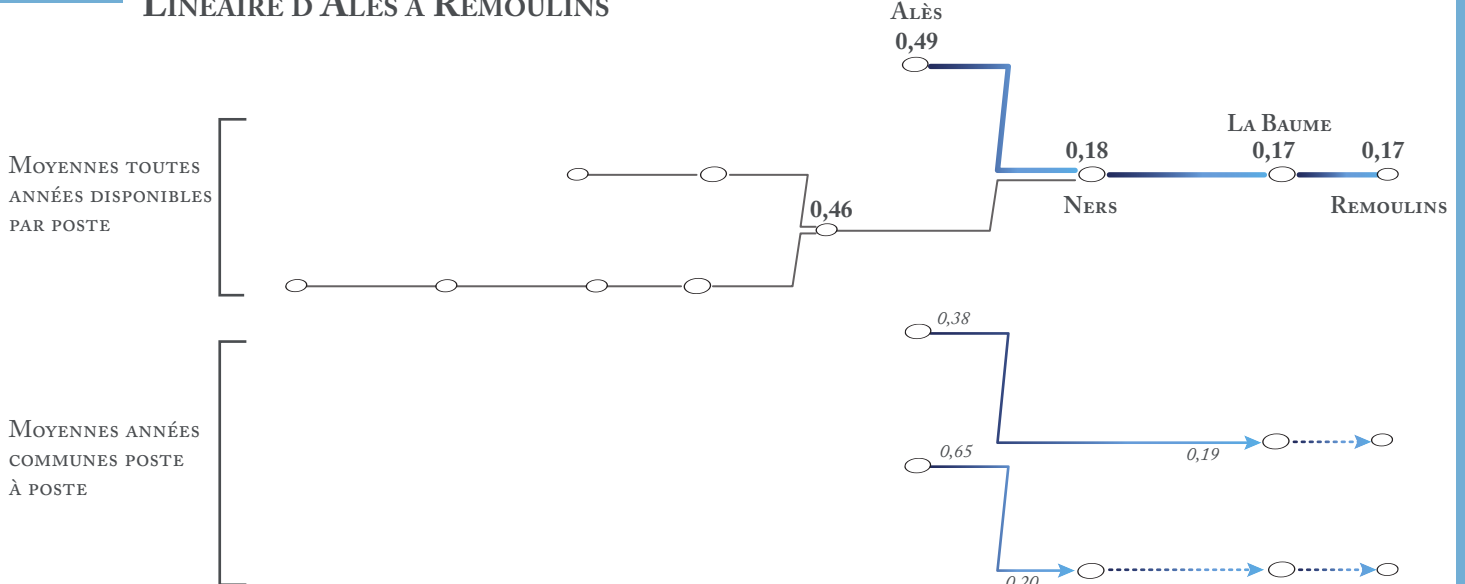 Linéaire d'Alès à Remoulins
Alès
0,49
Moyennes toutes
années disponibles
par poste
0,46
0,18
Ners
La Baume
0,17
0,17
Remoulins
Moyennes années
communes poste
à poste
0,38
0,19
0,65
0,20